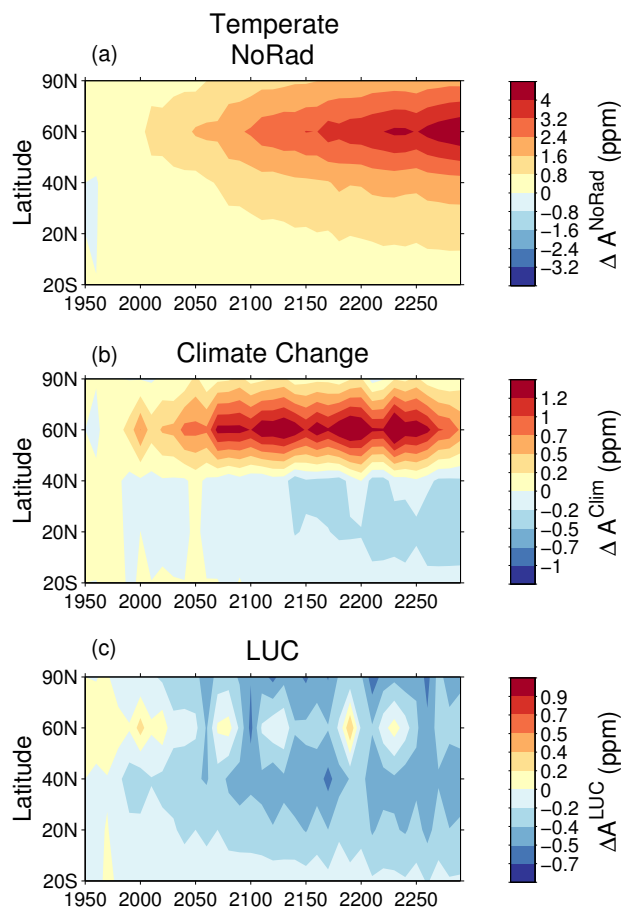 Temperate
NoRad
(a)
90N
60N
40N
20N
20S
Latitude
1950 2000 2050 2100 2150 2200 2250
4
3.2
2.4
1.6
0.8
0
−0.8
−1.6
−2.4
−3.2
Δ A^NoRad (ppm)
(b) Climate Change
90N
60N
40N
20N
20S
Latitude
1950 2000 2050 2100 2150 2200 2250
1.2
1
0.7
0.5
0.2
0
−0.2
−0.5
−0.7
−1
Δ A^Clim (ppm)
(c) LUC
90N
60N
40N
20N
20S
Latitude
1950 2000 2050 2100 2150 2200 2250
0.9
0.7
0.5
0.4
0.2
0
−0.2
−0.4
−0.5
−0.7
ΔA^LUC (ppm)